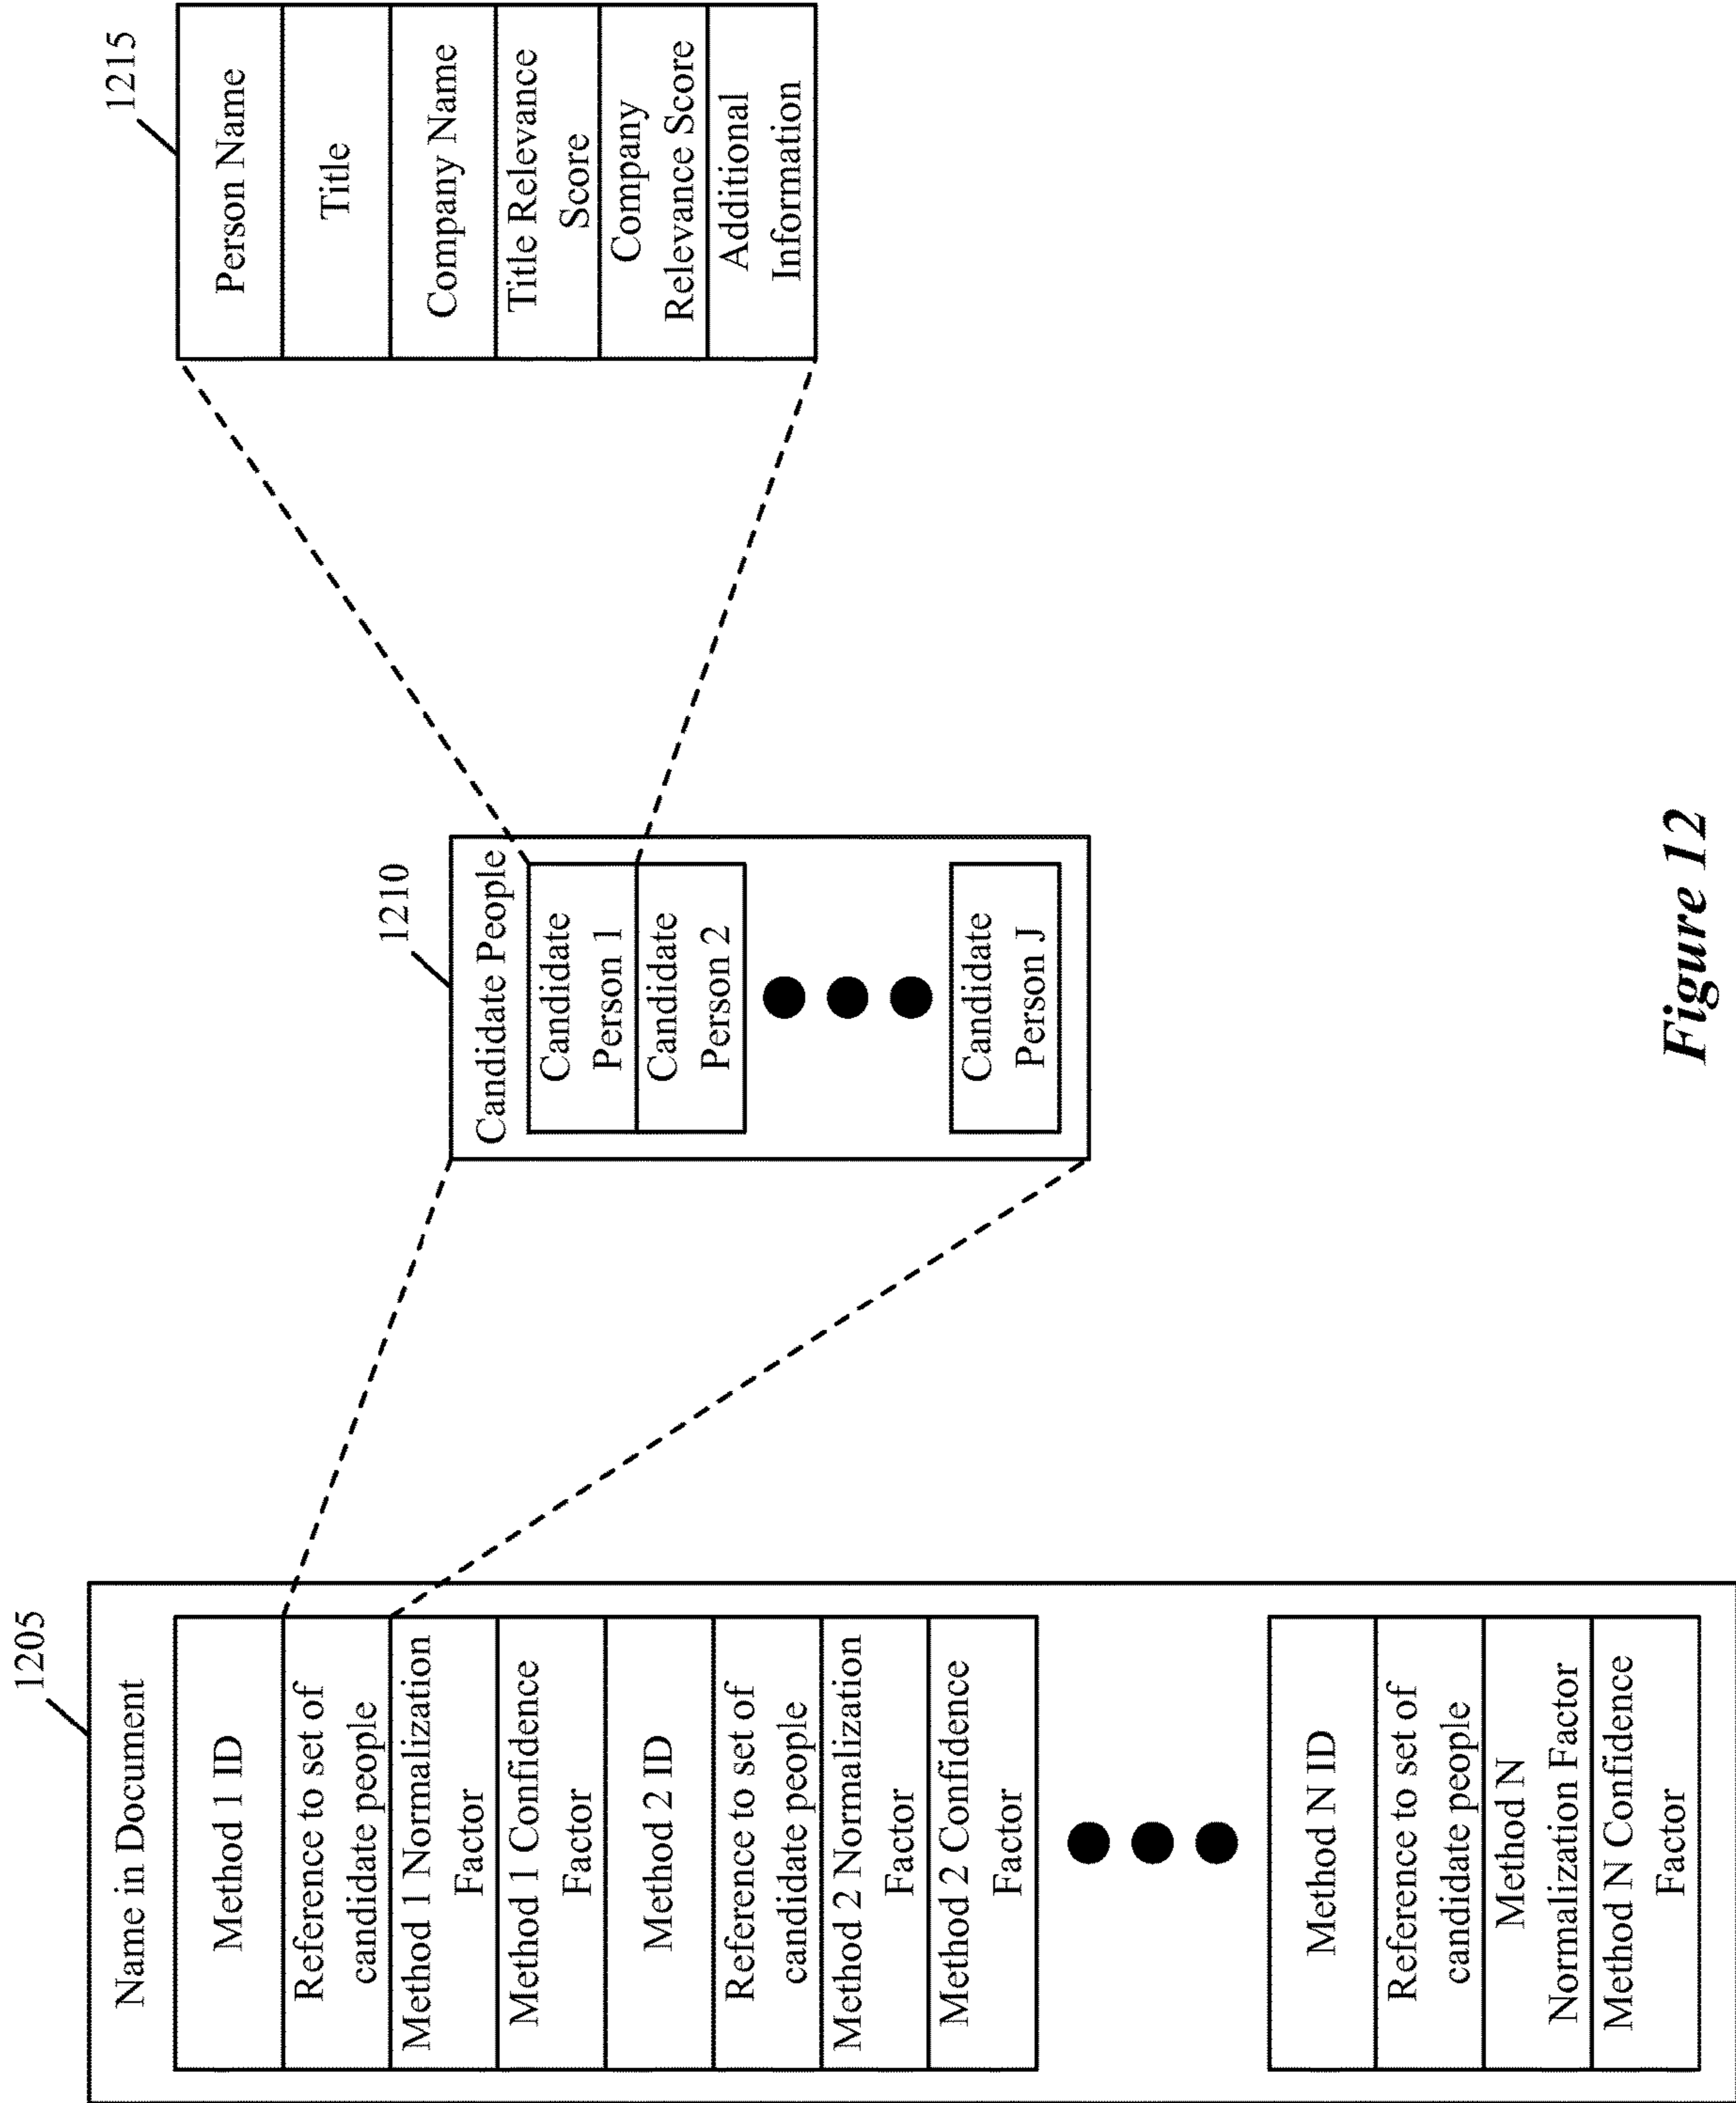 1205
Name in Document
Method 1 ID
Reference to set of
candidate people
Method 1 Normalization
Factor
Method 1 Confidence
Factor
Method 2 ID
Reference to set of
candidate people
Method 2 Normalization
Factor
Method 2 Confidence
Factor
Method N ID
Reference to set of
candidate people
Method N
Normalization Factor
Method N Confidence
Factor
1210
Candidate People
Candidate
Person 1
Candidate
Person 2
Candidate
Person J
1215
Person Name
Title
Company Name
Title Relevance
Score
Company
Relevance Score
Additional
Information
Figure 12